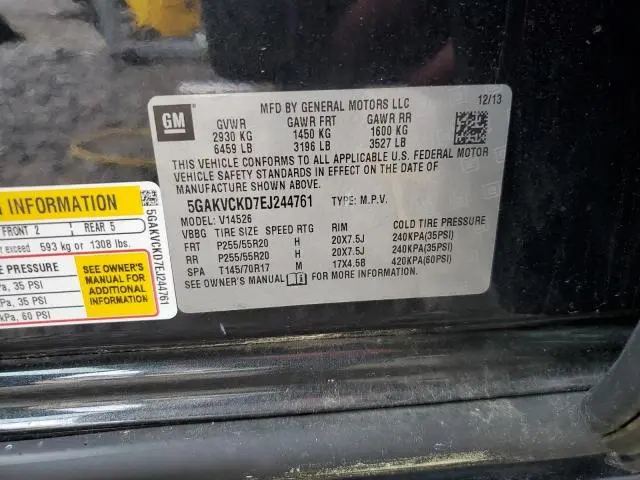 GM
MFD BY GENERAL MOTORS LLC 12/13
GVWR GAWR FRT GAWR RR
2930 KG 1450 KG 1600 KG
6459 LB 3196 LB 3527 LB
THIS VEHICLE CONFORMS TO ALL APPLICABLE U.S. FEDERAL MOTOR
VEHICLE SAFETY STANDARDS IN EFFECT ON THE DATE OF
MANUFACTURE SHOWN ABOVE.
5GAKVCKD7EJ244761 TYPE: M.P.V.
MODEL: V14526
VBBG TIRE SIZE SPEED RTG RIM COLD TIRE PRESSURE
FRT P255/55R20 H 20X7.5J 240KPA(35PSI)
RR P255/55R20 H 20X7.5J 240KPA(35PSI)
SPA T145/70R17 M 17X4.5B 420KPA(60PSI)
SEE OWNER'S MANUAL FOR MORE INFORMATION.
INFORMATION
FRONT 2 REAR 5
exceed 593 kg or 1308 lbs.
PRESSURE
35 PSI
35 PSI
kPa, 60 PSI
SEE OWNER'S
MANUAL FOR
ADDITIONAL
INFORMATION
5GAKVCKD7EJ244761